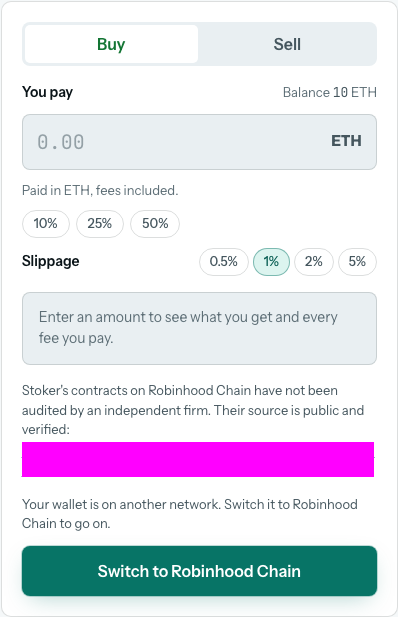 Buy
Sell
You pay
Balance 10 ETH
0.00
ETH
Paid in ETH, fees included.
10%
25%
50%
Slippage
0.5%
1%
2%
5%
Enter an amount to see what you get and every
fee you pay.
Stoker's contracts on Robinhood Chain have not been
audited by an independent firm. Their source is public and
verified:
Your wallet is on another network. Switch it to Robinhood
Chain to go on.
Switch to Robinhood Chain